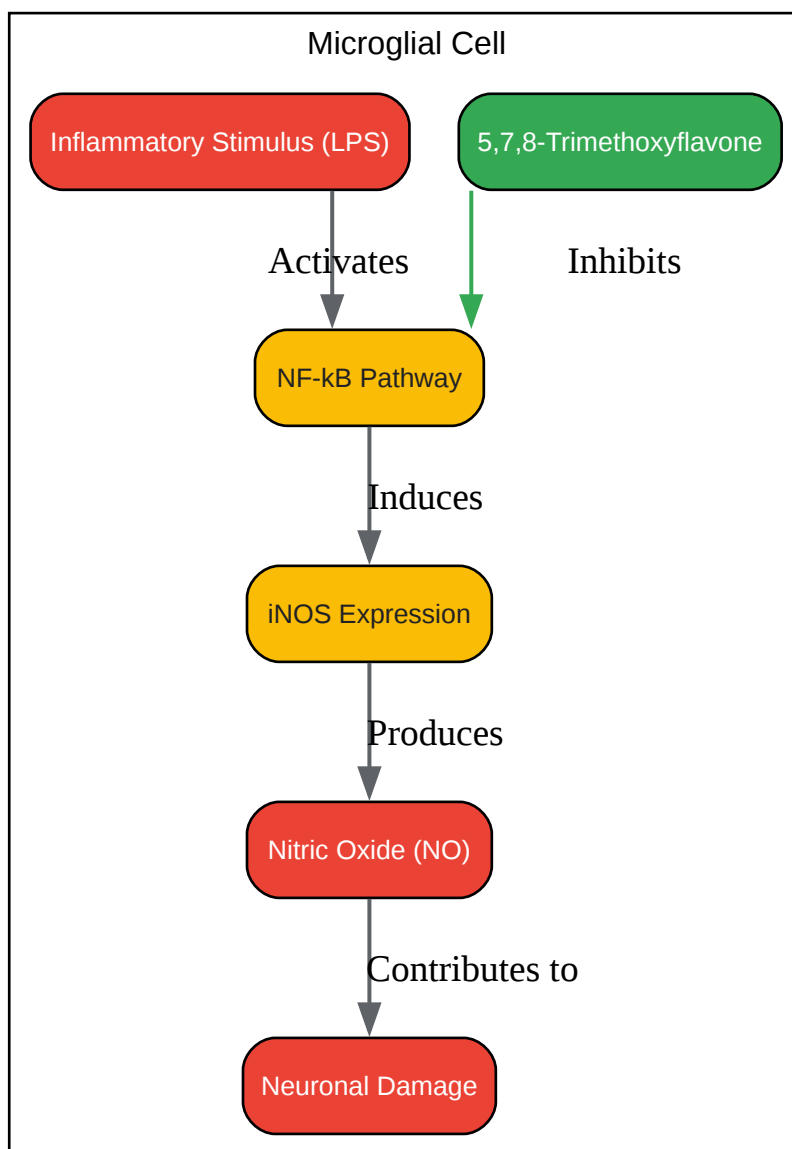 Microglial Cell
Inflammatory Stimulus (LPS)
5,7,8-Trimethoxyflavone
Activates
Inhibits
NF-kB Pathway
Induces
iNOS Expression
Produces
Nitric Oxide (NO)
Contributes to
Neuronal Damage